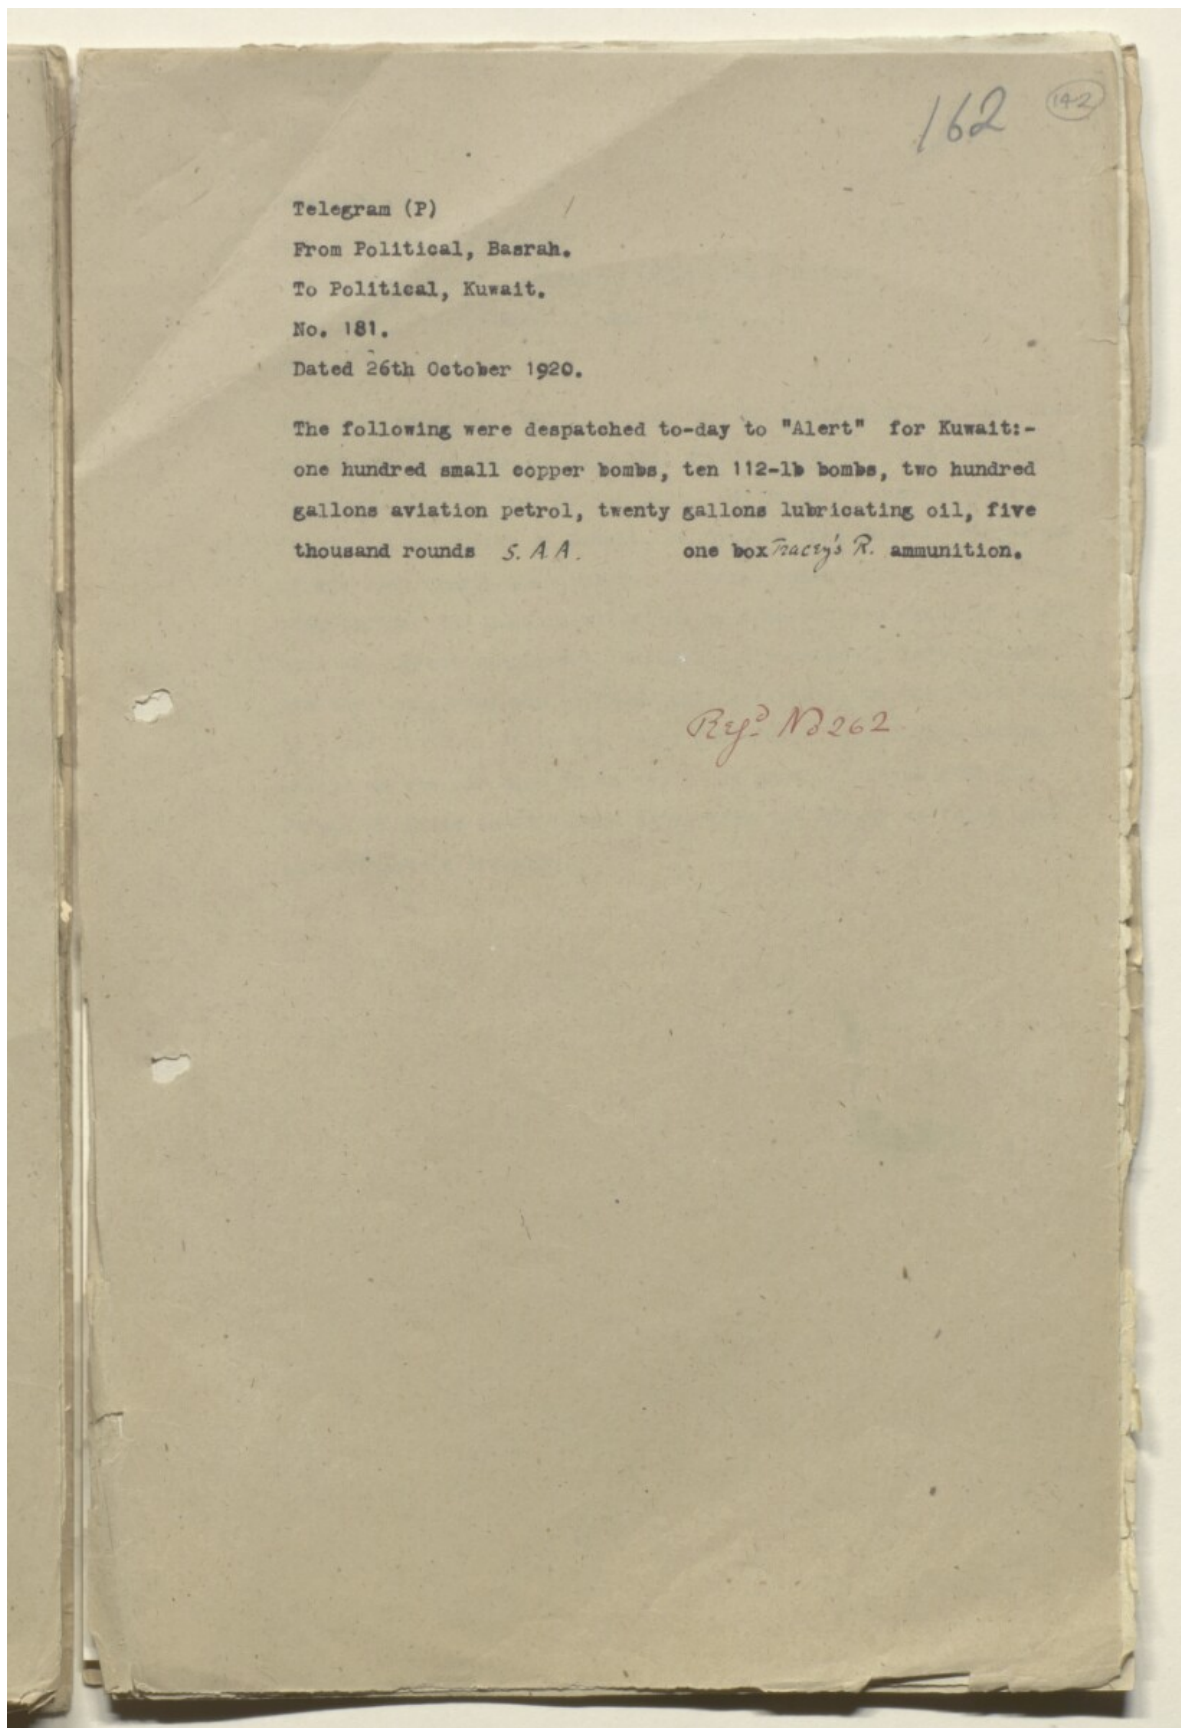 162
142
Telegram (P)
From Political, Basrah.
To Political, Kuwait.
No. 181.
Dated 26th October 1920.
The following were despatched to-day to "Alert" for Kuwait:-
one hundred small copper bombs, ten 112-lb bombs, two hundred
gallons aviation petrol, twenty gallons lubricating oil, five
thousand rounds S. A A. one box Tracey's R. ammunition.
Regd No 262